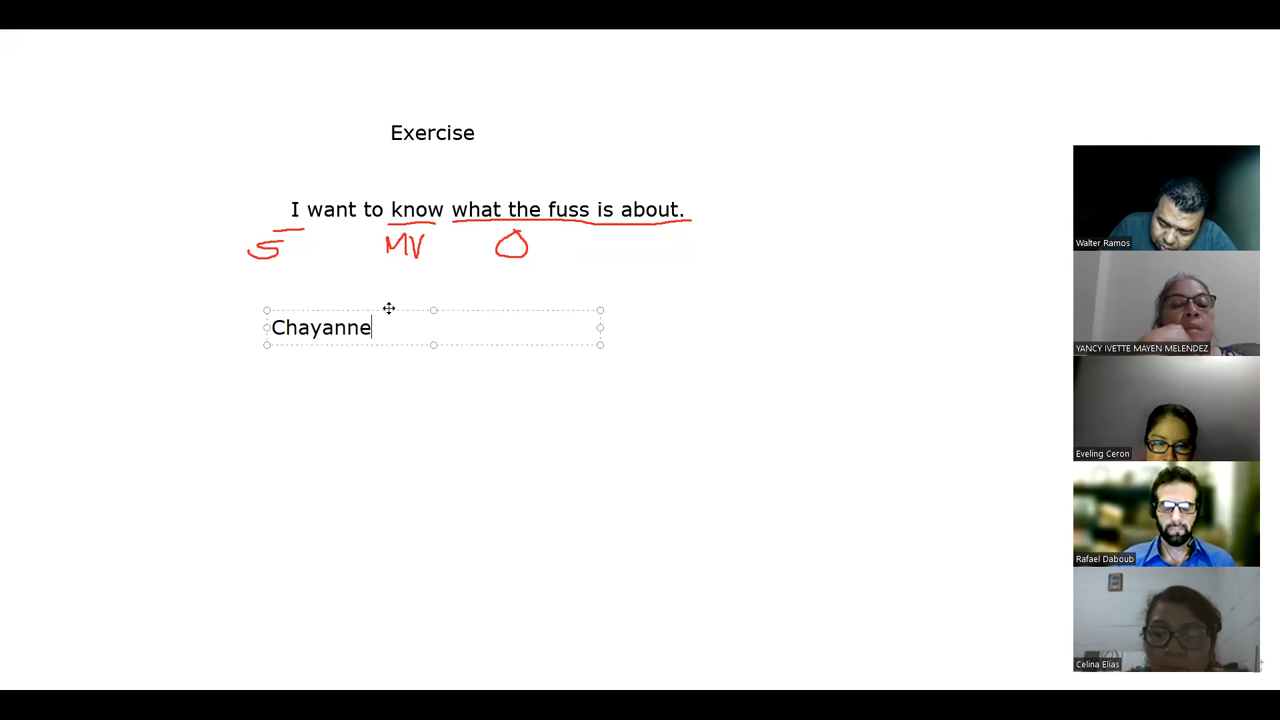 Exercise
I want to know what the fuss is about.
S MV O
Chayanne
Walter Ramos
YANCY IVETTE MAYEN MELENDEZ
Eveling Ceron
Rafael Daboub
Celina Elias